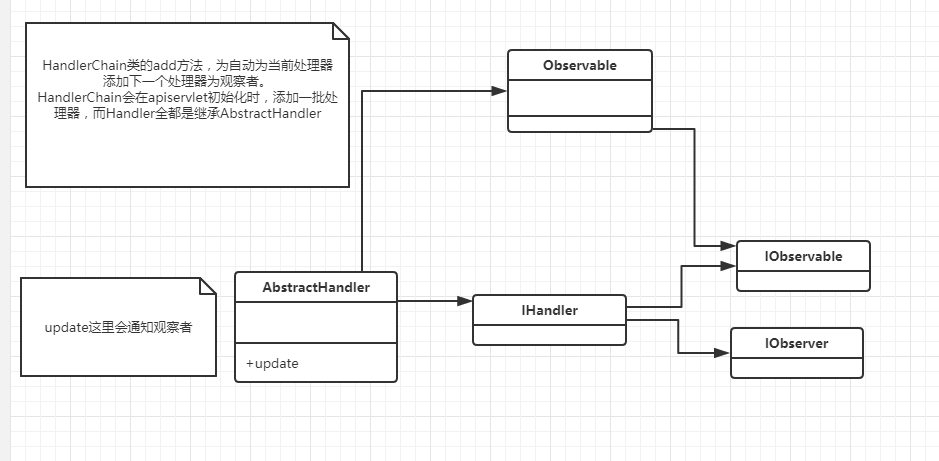 HandlerChain类的add方法，为自动为当前处理器
添加下一个处理器为观察者。
HandlerChain会在apiservlet初始化时，添加一批处
理器，而Handler全都是继承AbstractHandler
Observable
IObservable
AbstractHandler
IHandler
update这里会通知观察者
IObserver
+update